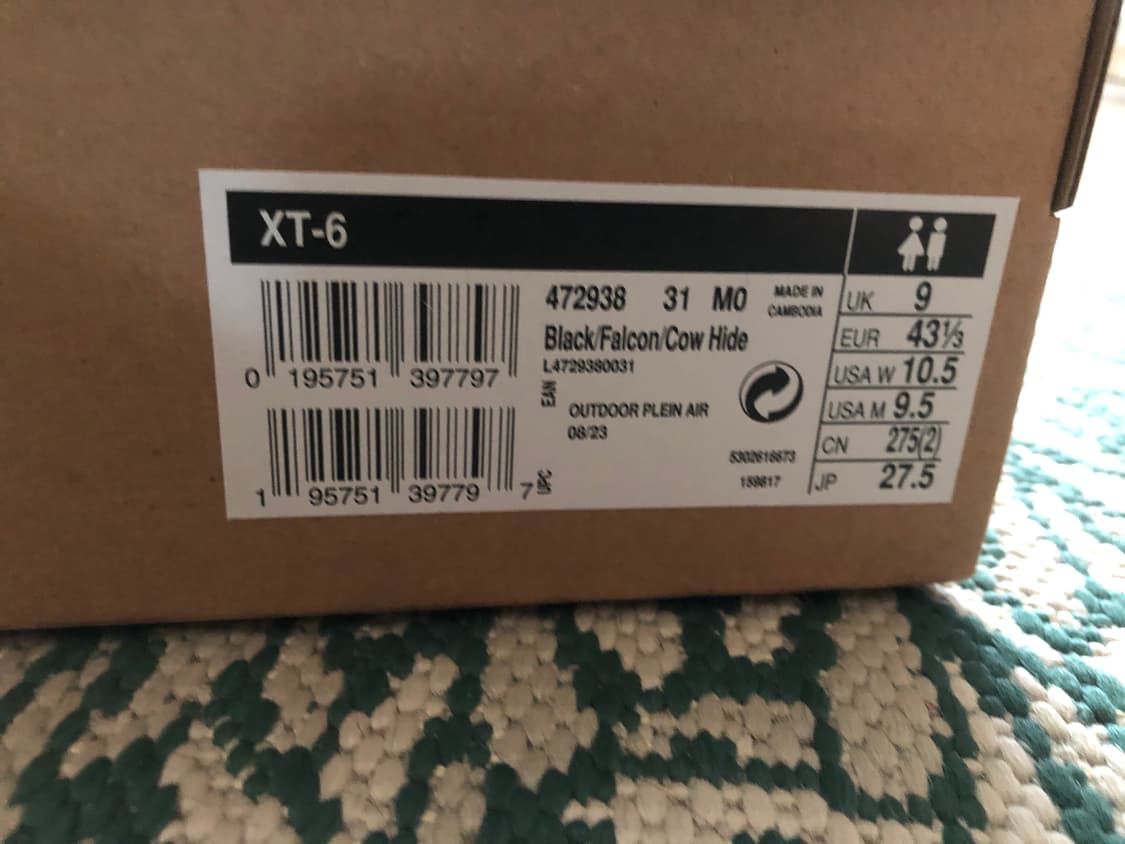 XT-6
0 195751 397797
1 95751 39779 7
EAN
UPC
472938 31 M0
MADE IN
CAMBODIA
Black/Falcon/Cow Hide
L4729380031
OUTDOOR PLEIN AIR
08/23
5302616673
159817
UK 9
EUR 43⅓
USA W 10.5
USA M 9.5
CN 275(2)
JP 27.5